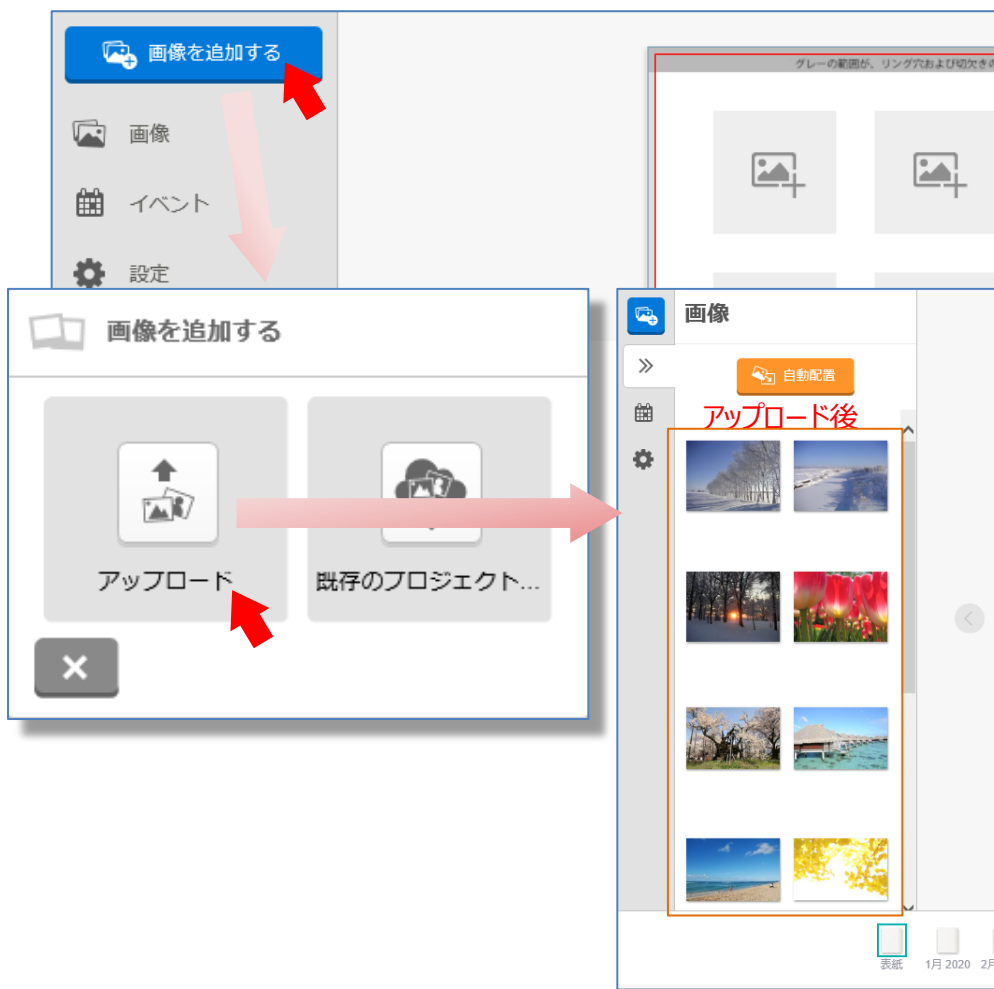 画像を追加する
グレーの範囲が、リング穴および切欠きの
画像
イベント
設定
画像を追加する
アップロード
既存のプロジェクト...
画像
自動配置
アップロード後
表紙
1月 2020
2月